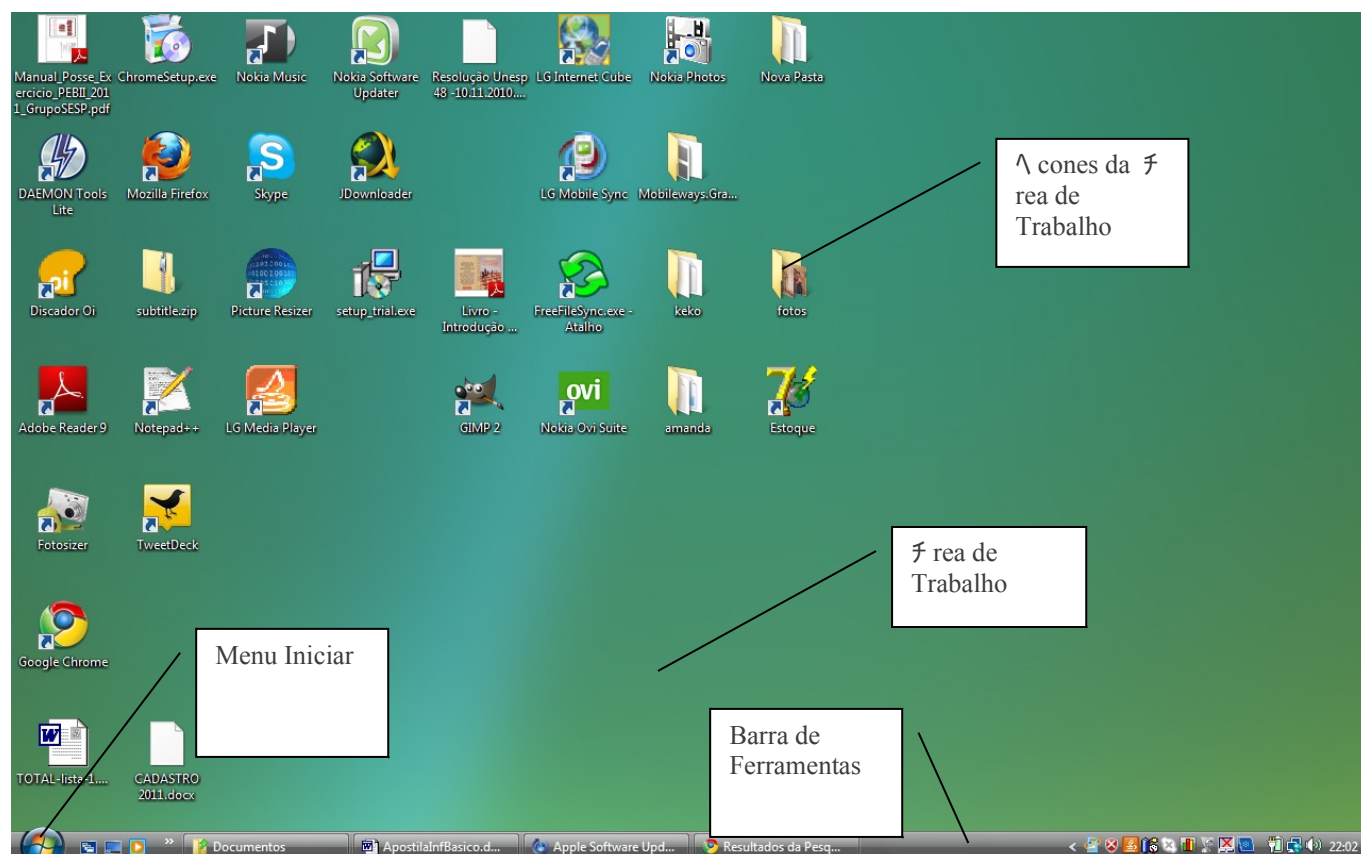 Manual_Posse_Ex
ercicio_PEBII_201
1_GrupoSESP.pdf
ChromeSetup.exe
Nokia Music
Nokia Software
Updater
Resolução Unesp
48 -10.11.2010....
LG Internet Cube
Nokia Photos
Nova Pasta
DAEMON Tools
Lite
Mozilla Firefox
Skype
JDownloader
LG Mobile Sync
Mobileways.Gra...
ﾍ cones da ﾁ
rea de
Trabalho
oi
Discador Oi
subtitle.zip
Picture Resizer
setup_trial.exe
Livro -
Introdução ...
FreeFileSync.exe -
Atalho
keko
fotos
Adobe Reader 9
Notepad++
LG Media Player
GIMP 2
ovi
Nokia Ovi Suite
amanda
7
Estoque
Fotosizer
TweetDeck
ﾁ rea de
Trabalho
Google Chrome
Menu Iniciar
Barra de
Ferramentas
W
TOTAL-lista-1....
CADASTRO
2011.docx
Documentos
ApostilaInfBasico.d...
Apple Software Upd...
Resultados da Pesq...
22:02